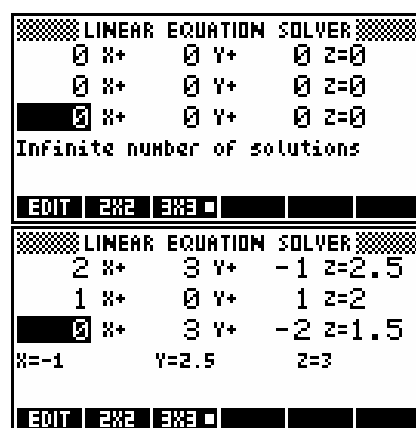 LINEAR EQUATION SOLVER
0 X+ 0 Y+ 0 Z=0
0 X+ 0 Y+ 0 Z=0
0 X+ 0 Y+ 0 Z=0
Infinite number of solutions
EDIT 2X2 3X3
LINEAR EQUATION SOLVER
2 X+ 3 Y+ -1 Z=2.5
1 X+ 0 Y+ 1 Z=2
0 X+ 3 Y+ -2 Z=1.5
X=-1 Y=2.5 Z=3
EDIT 2X2 3X3